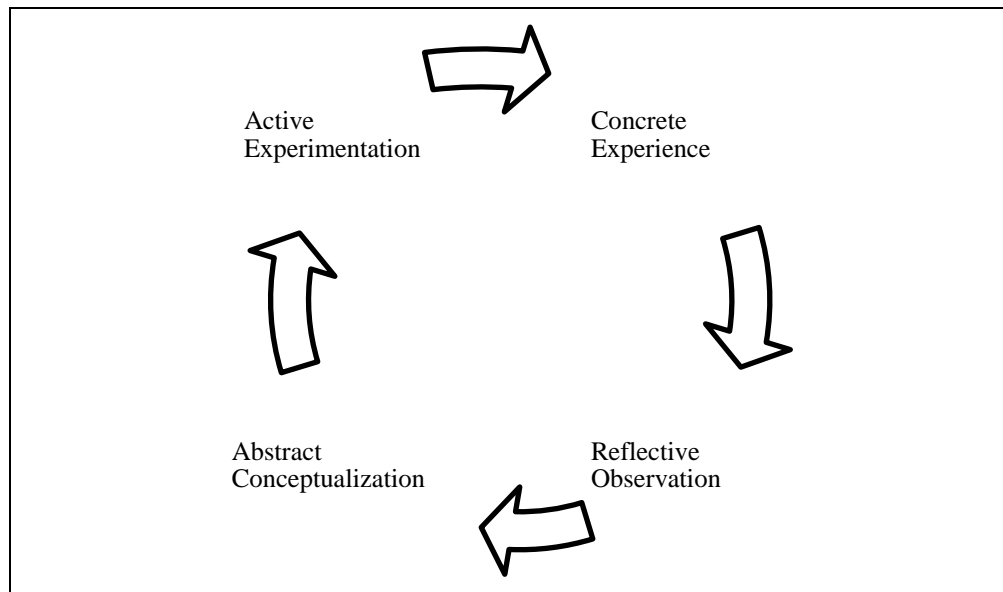 Active
Experimentation
Concrete
Experience
Abstract
Conceptualization
Reflective
Observation